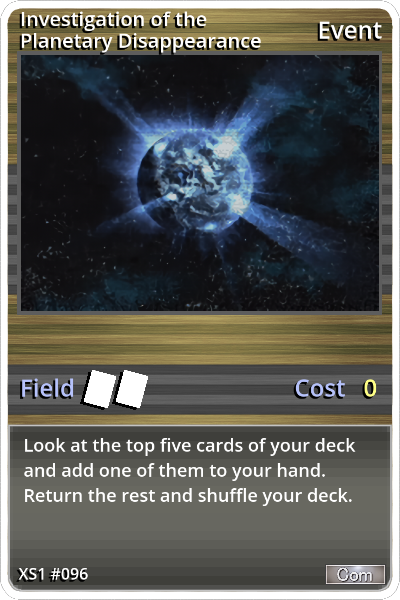 Investigation of the
Planetary Disappearance
Event
Field
Cost 0
Look at the top five cards of your deck
and add one of them to your hand.
Return the rest and shuffle your deck.
XS1 #096
Com